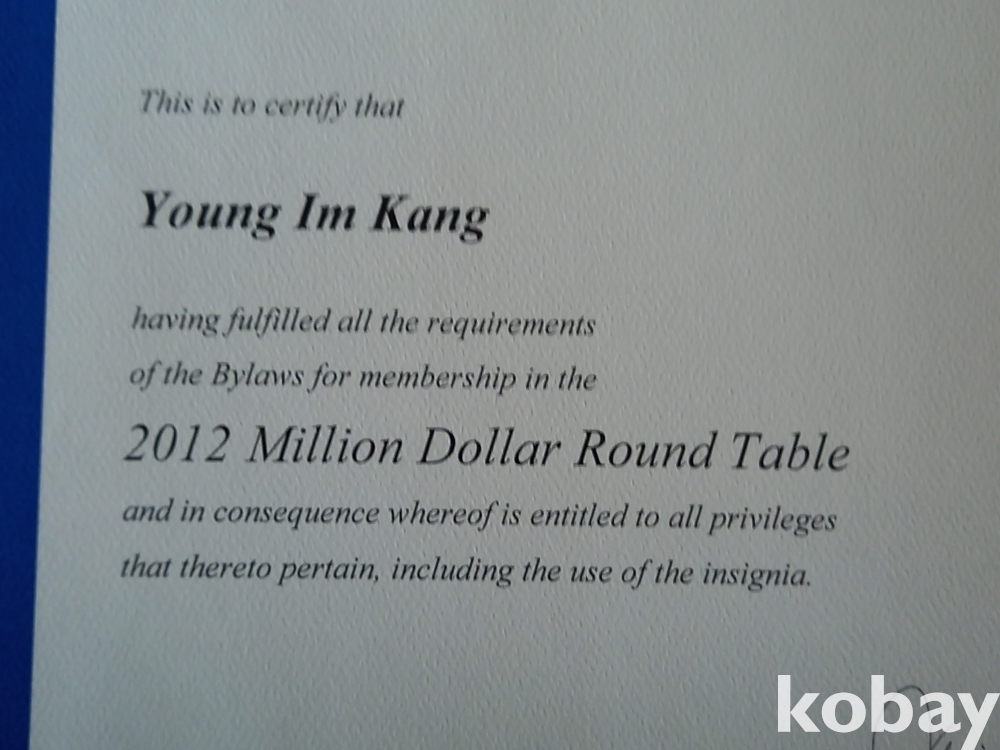 This is to certify that
Young Im Kang
having fulfilled all the requirements
of the Bylaws for membership in the
2012 Million Dollar Round Table
and in consequence whereof is entitled to all privileges
that thereto pertain, including the use of the insignia.
kobay